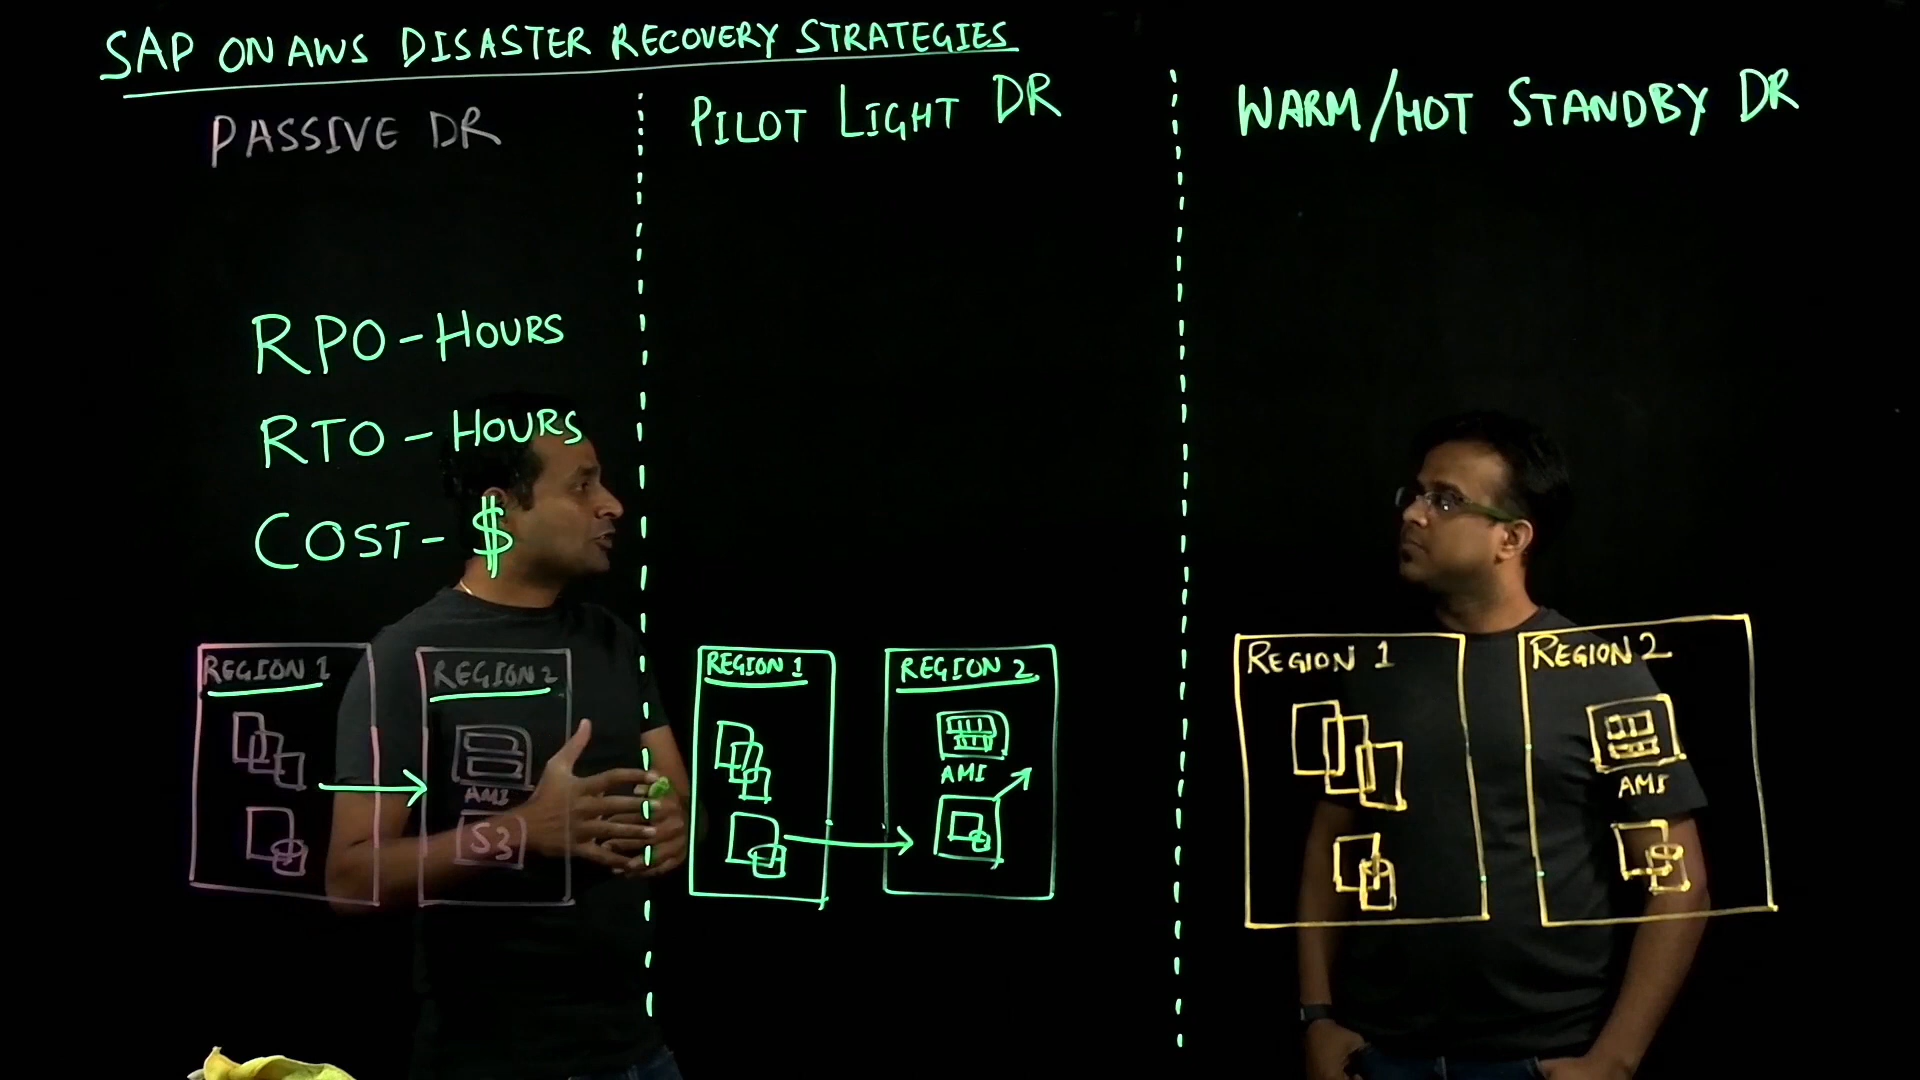 SAP ON AWS DISASTER RECOVERY STRATEGIES
PASSIVE DR
RPO - HOURS
RTO - HOURS
COST - $
REGION 1
REGION 2
AMI
S3
PILOT LIGHT DR
REGION 1
REGION 2
AMI
WARM/HOT STANDBY DR
REGION 1
REGION 2
AMI